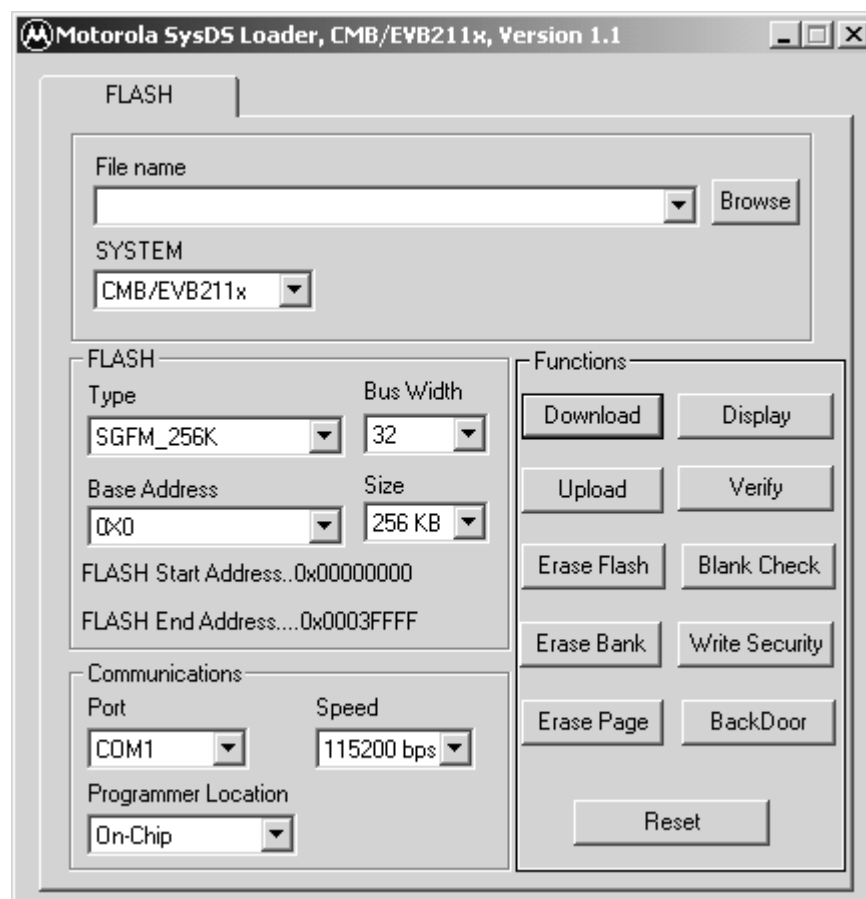 Motorola SysDS Loader, CMB/EVB211x, Version 1.1
FLASH
File name
Browse
SYSTEM
CMB/EVB211x
FLASH
Type
Bus Width
SGFM_256K
32
Base Address
Size
0X0
256 KB
FLASH Start Address..0x00000000
FLASH End Address....0x0003FFFF
Communications
Port
Speed
COM1
115200 bps
Programmer Location
On-Chip
Functions
Download
Display
Upload
Verify
Erase Flash
Blank Check
Erase Bank
Write Security
Erase Page
BackDoor
Reset